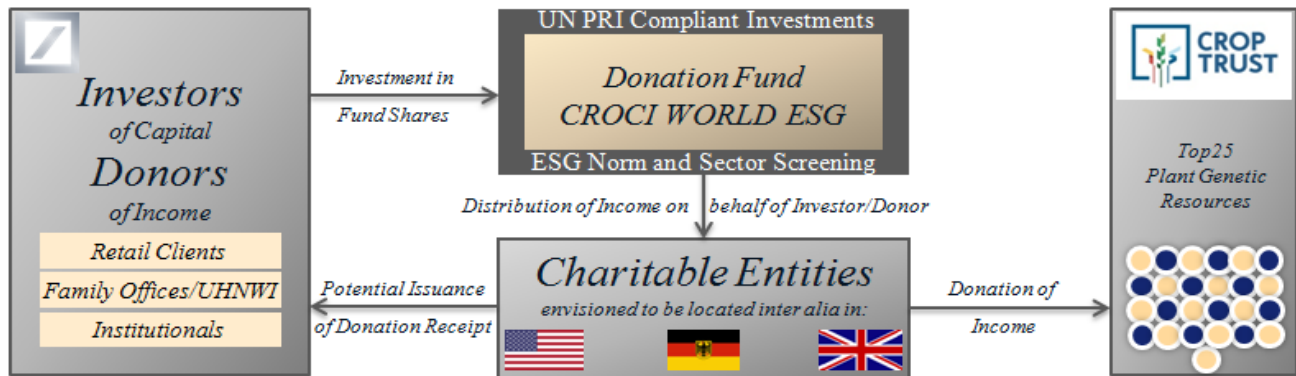 Investors
of Capital
Donors
of Income
Retail Clients
Family Offices/UHNWI
Institutionals
Investment in
Fund Shares
UN PRI Compliant Investments
Donation Fund
CROCI WORLD ESG
ESG Norm and Sector Screening
Distribution of Income on behalf of Investor/Donor
Potential Issuance
of Donation Receipt
Charitable Entities
envisioned to be located inter alia in:
Donation of
Income
CROP
TRUST
Top25
Plant Genetic
Resources